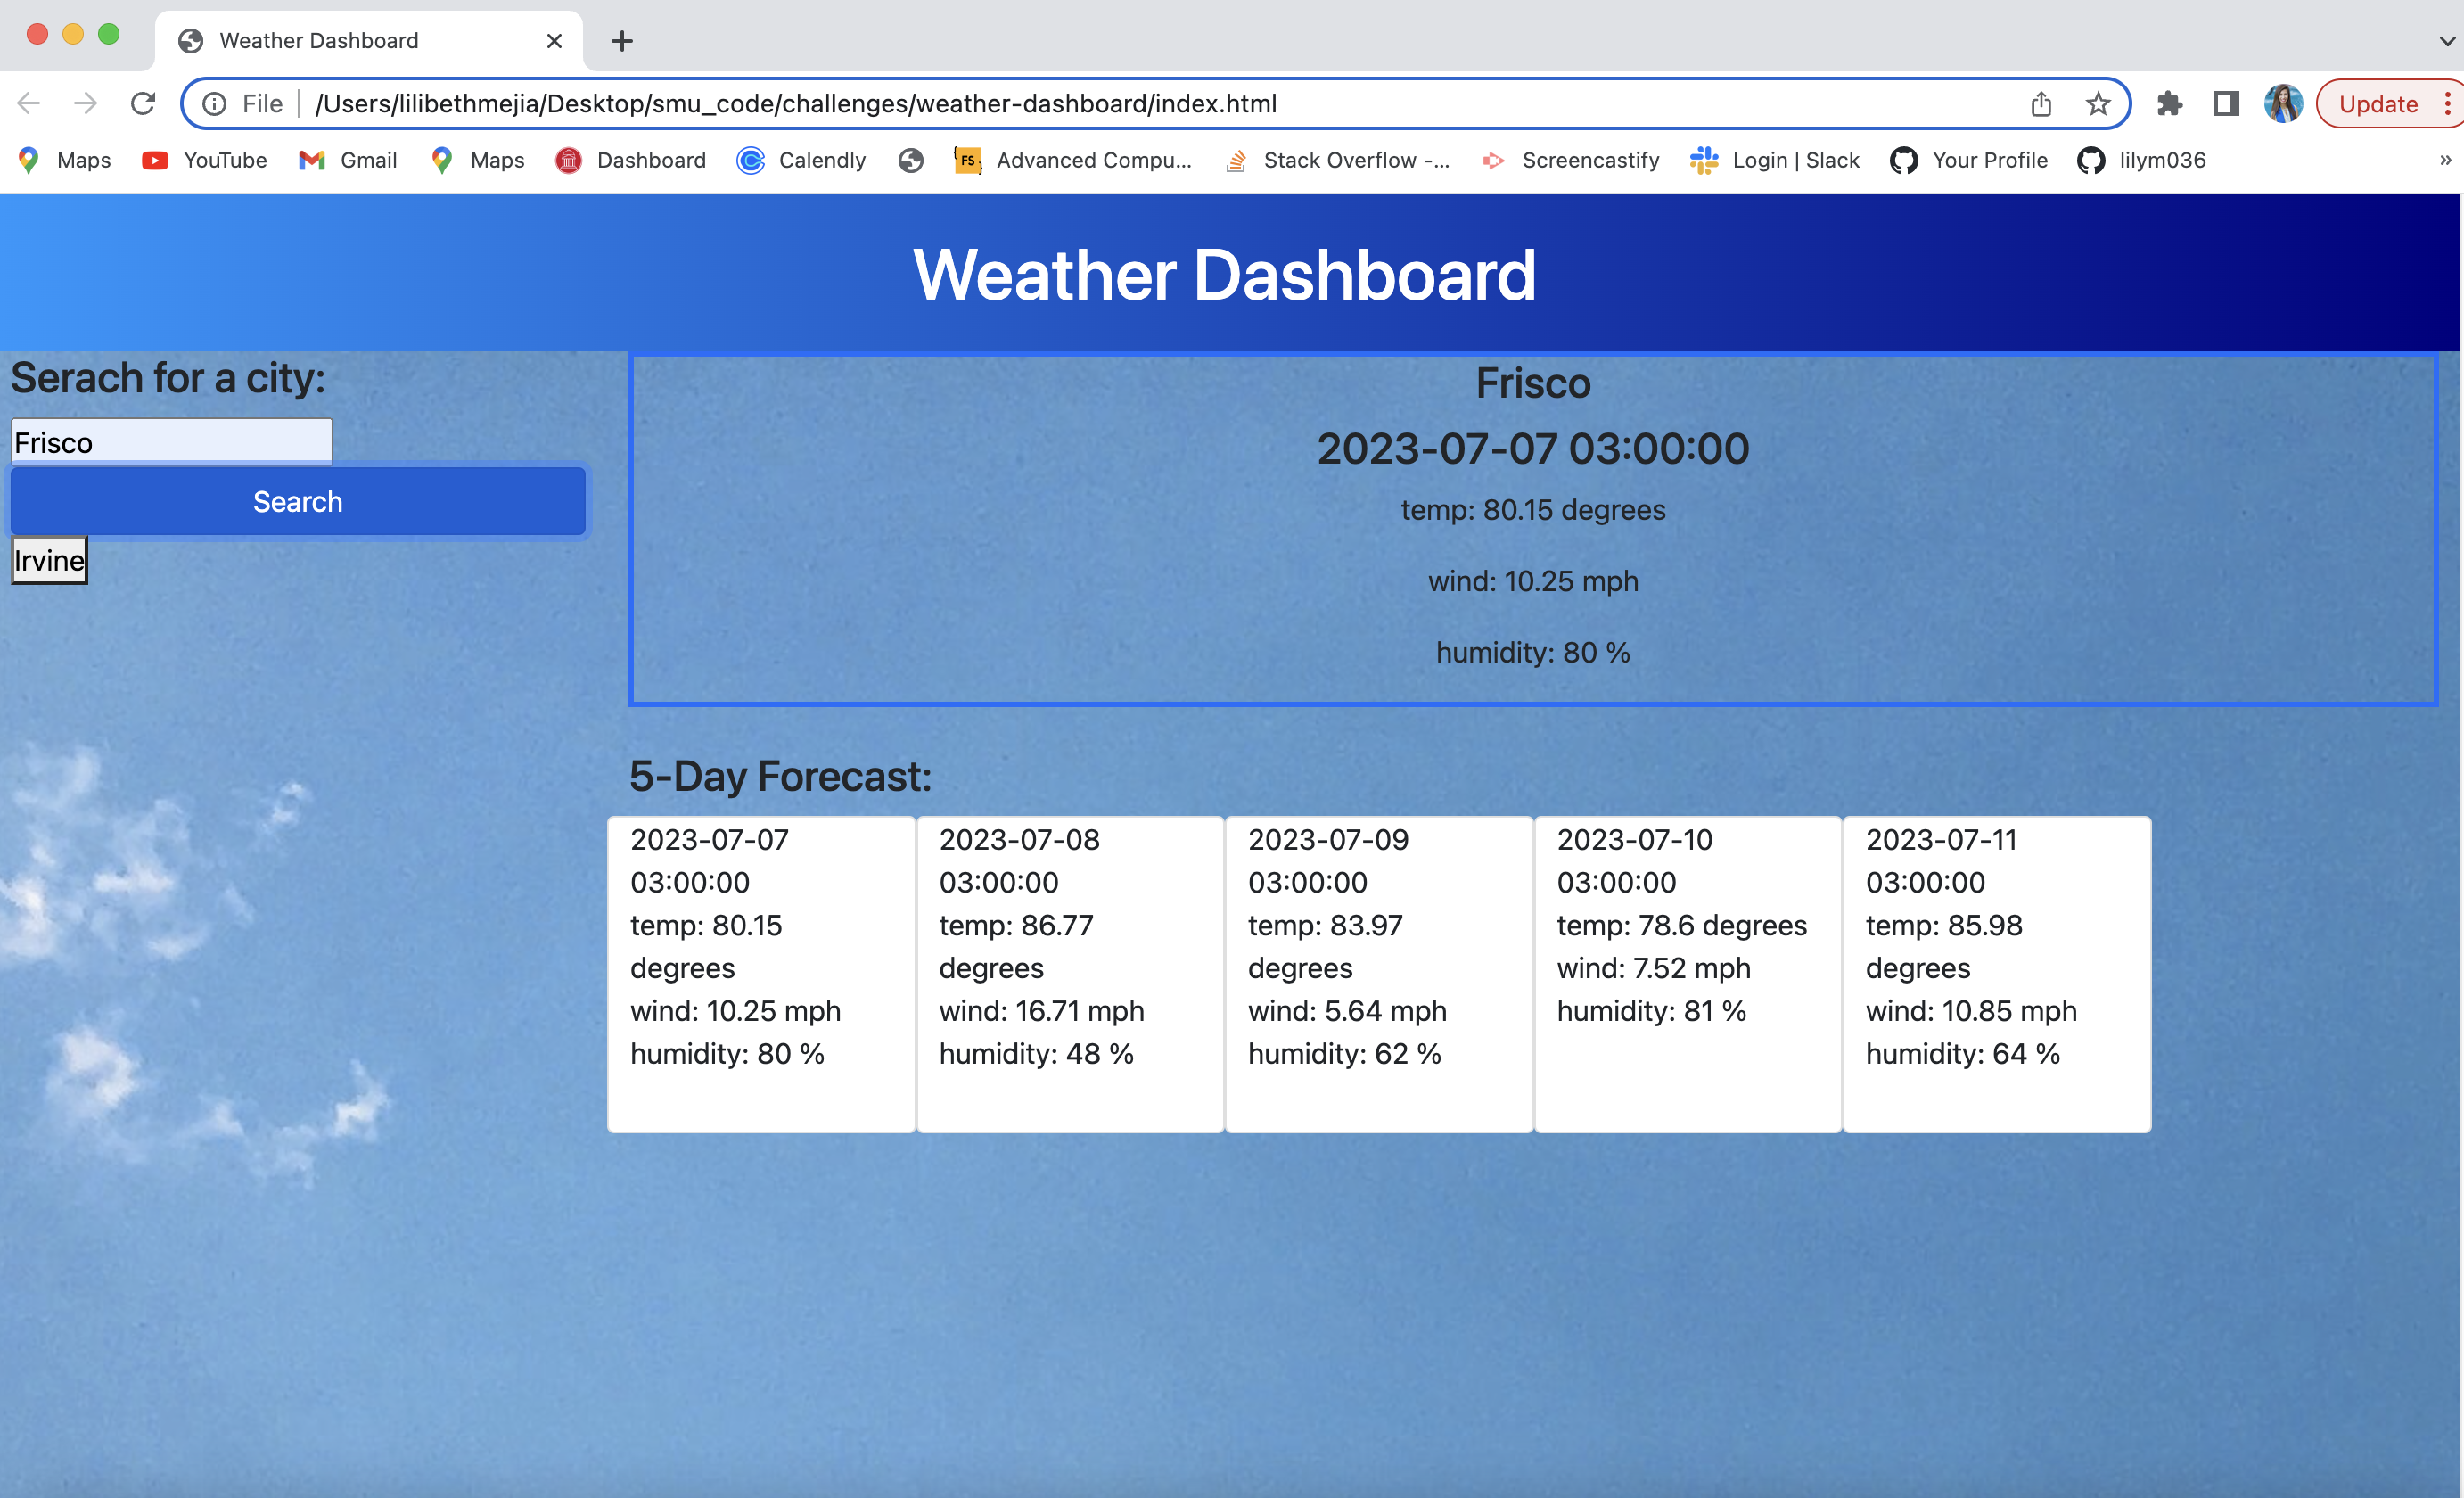 Weather Dashboard
File
/Users/lilibethmejia/Desktop/smu_code/challenges/weather-dashboard/index.html
Update
Maps
YouTube
Gmail
Maps
Dashboard
Calendly
FS
Advanced Compu...
Stack Overflow -...
Screencastify
Login | Slack
Your Profile
lilym036
»
Weather Dashboard
Serach for a city:
Frisco
Search
Irvine
Frisco
2023-07-07 03:00:00
temp: 80.15 degrees
wind: 10.25 mph
humidity: 80 %
5-Day Forecast:
2023-07-07
03:00:00
temp: 80.15
degrees
wind: 10.25 mph
humidity: 80 %
2023-07-08
03:00:00
temp: 86.77
degrees
wind: 16.71 mph
humidity: 48 %
2023-07-09
03:00:00
temp: 83.97
degrees
wind: 5.64 mph
humidity: 62 %
2023-07-10
03:00:00
temp: 78.6 degrees
wind: 7.52 mph
humidity: 81 %
2023-07-11
03:00:00
temp: 85.98
degrees
wind: 10.85 mph
humidity: 64 %